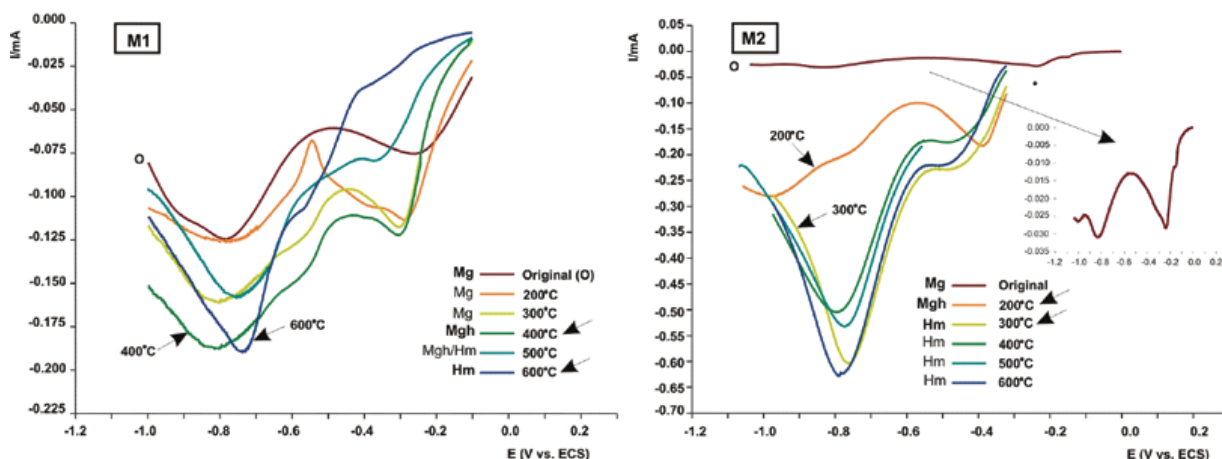 M1
I/mA
0.000
-0.025
-0.050
-0.075
-0.100
-0.125
-0.150
-0.175
-0.200
-0.225
O
400°C
600°C
Mg Original (O)
Mg 200°C
Mg 300°C
Mgh 400°C
Mgh/Hm 500°C
Hm 600°C
-1.2 -1.0 -0.8 -0.6 -0.4 -0.2 0.0 0.2
E (V vs. ECS)
M2
I/mA
0.05
0.00
-0.05
-0.10
-0.15
-0.20
-0.25
-0.30
-0.35
-0.40
-0.45
-0.50
-0.55
-0.60
-0.65
-0.70
O
200°C
300°C
0.000
-0.005
-0.010
-0.015
-0.020
-0.025
-0.030
-0.035
-1.2 -1.0 -0.8 -0.6 -0.4 -0.2 0.0 0.2
Mg Original
Mgh 200°C
Hm 300°C
Hm 400°C
Hm 500°C
Hm 600°C
-1.2 -1.0 -0.8 -0.6 -0.4 -0.2 0.0 0.2
E (V vs. ECS)